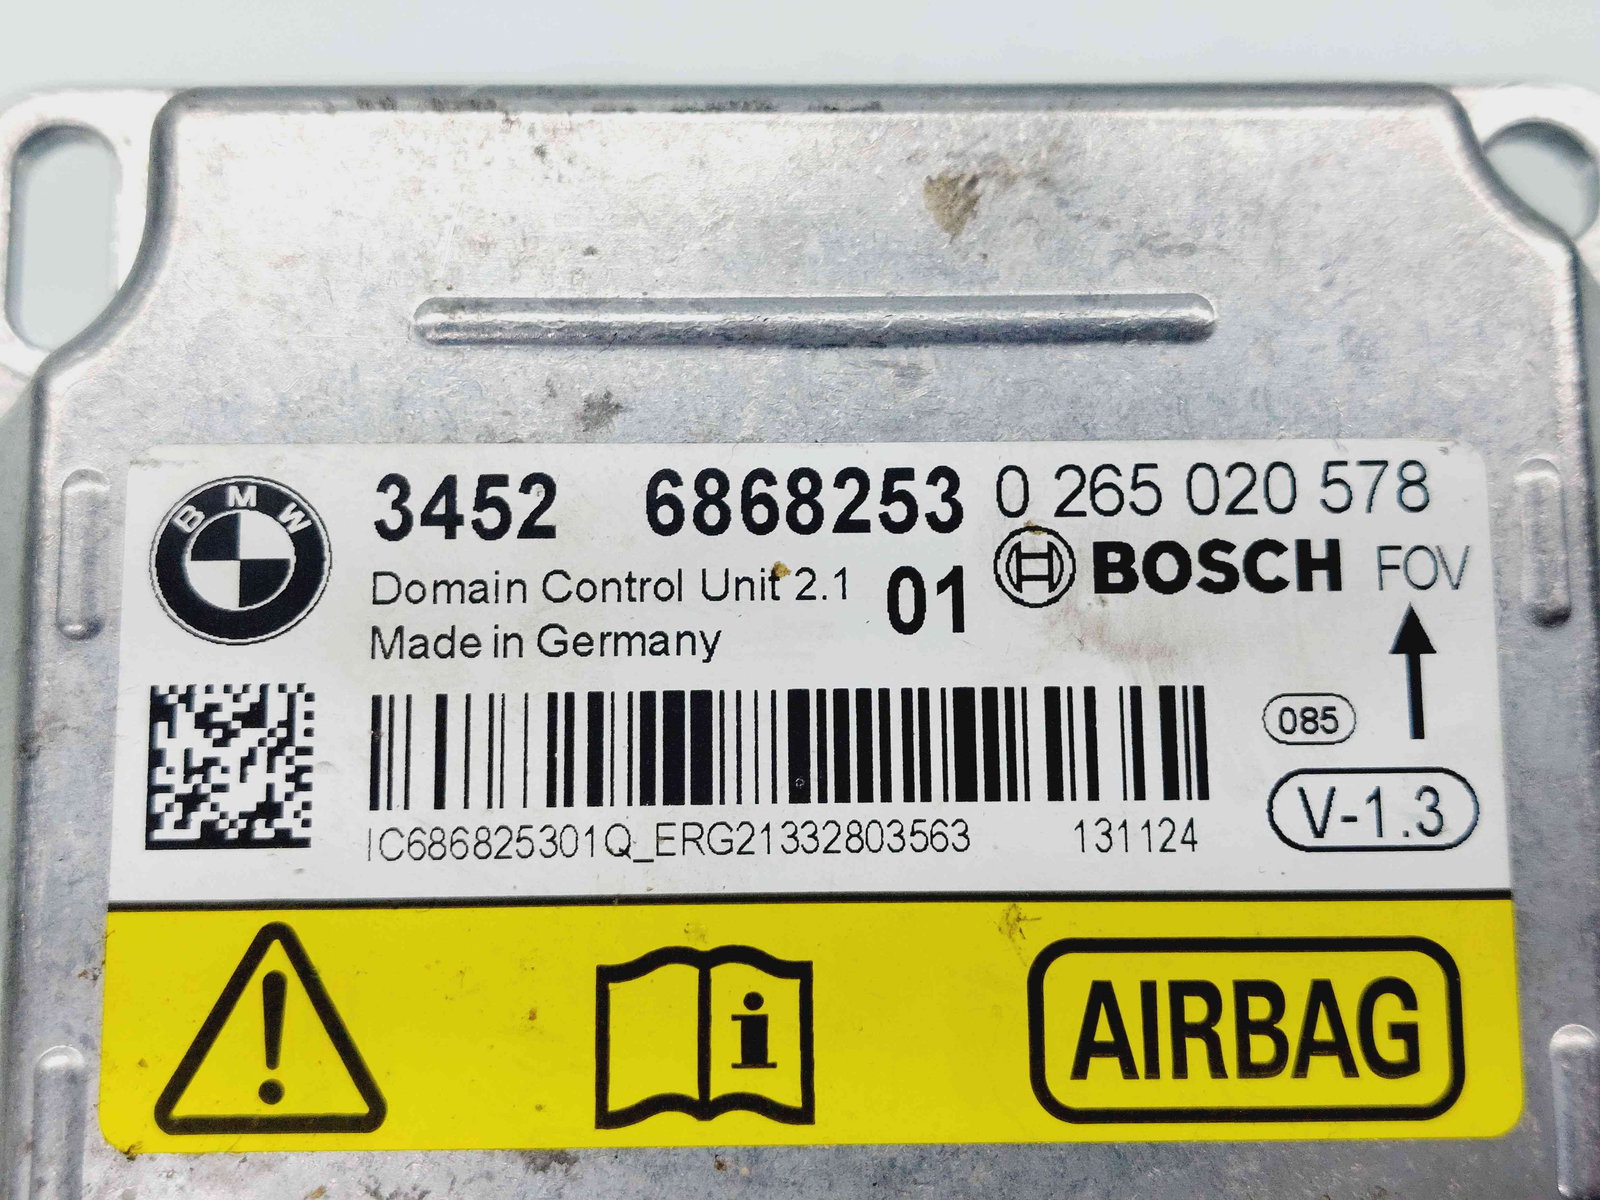 BMW
3452 6868253 0 265 020 578
Domain Control Unit 2.1 01 BOSCH FOV
Made in Germany
085
IC686825301Q_ERG21332803563 131124
V-1.3
i
AIRBAG